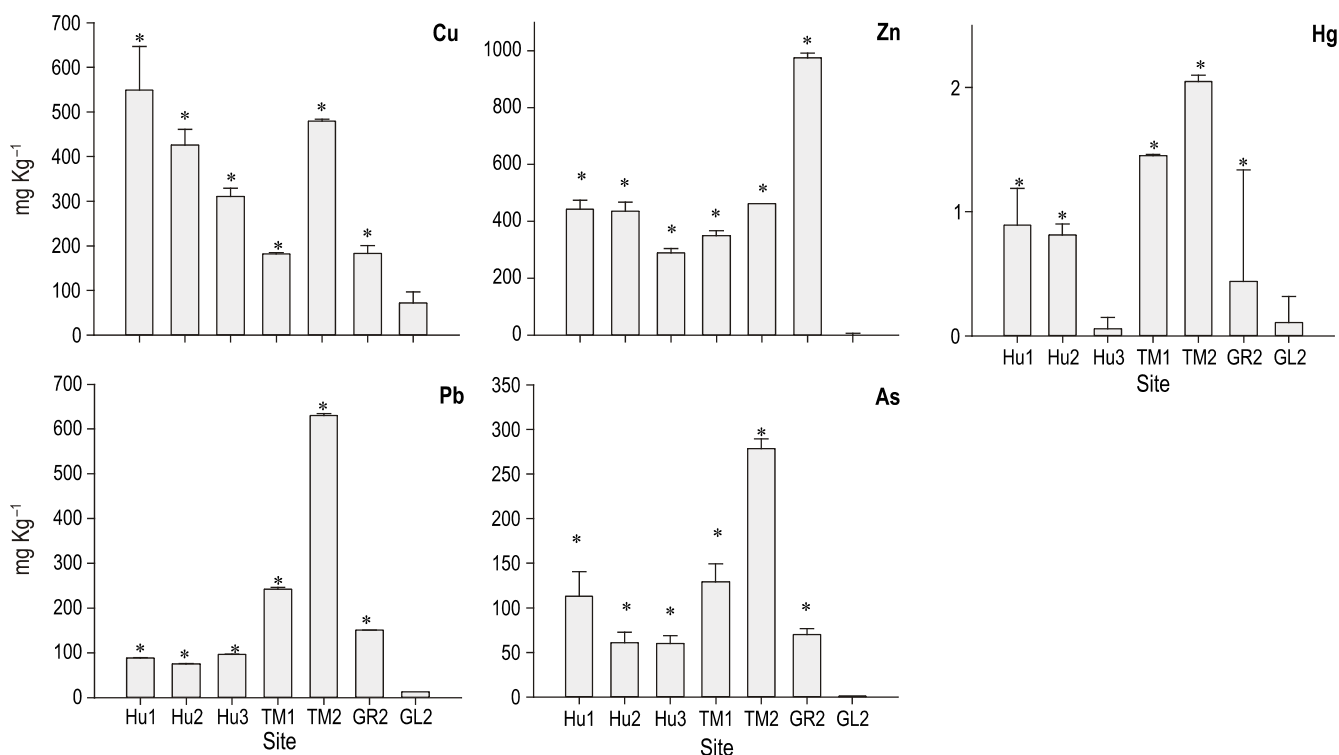 Cu
700
600
500
400
300
200
100
0
mg Kg⁻¹
* * * * * *
Zn
1000
800
600
400
200
0
* * * * * *
Hg
2
1
0
* * * * *
Hu1 Hu2 Hu3 TM1 TM2 GR2 GL2
Site
Pb
700
600
500
400
300
200
100
0
mg Kg⁻¹
* * * * * *
Hu1 Hu2 Hu3 TM1 TM2 GR2 GL2
Site
As
350
300
250
200
150
100
50
0
* * * * * *
Hu1 Hu2 Hu3 TM1 TM2 GR2 GL2
Site